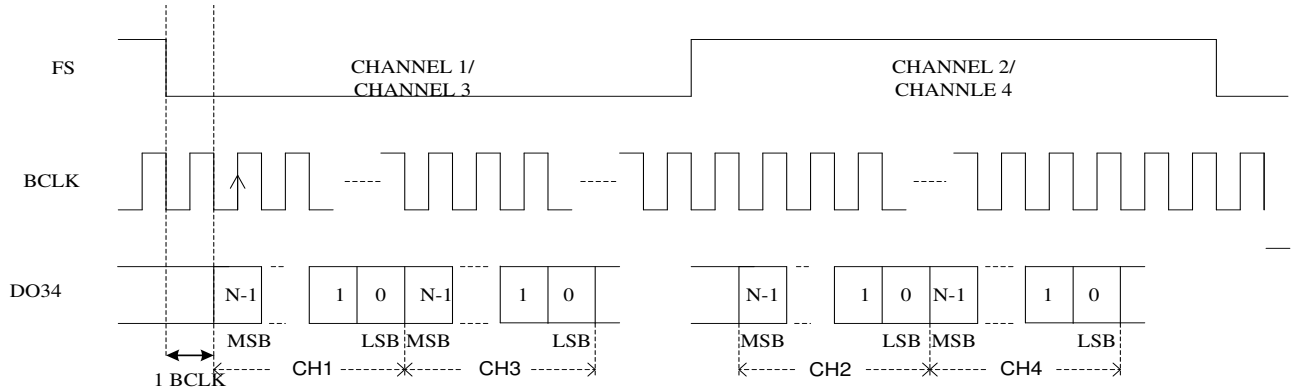 FS
CHANNEL 1/
CHANNEL 3
CHANNEL 2/
CHANNLE 4
BCLK
DO34
N-1 1 0 N-1 1 0 N-1 1 0 N-1 1 0
MSB LSB MSB LSB MSB LSB MSB LSB
CH1 CH3 CH2 CH4
1 BCLK